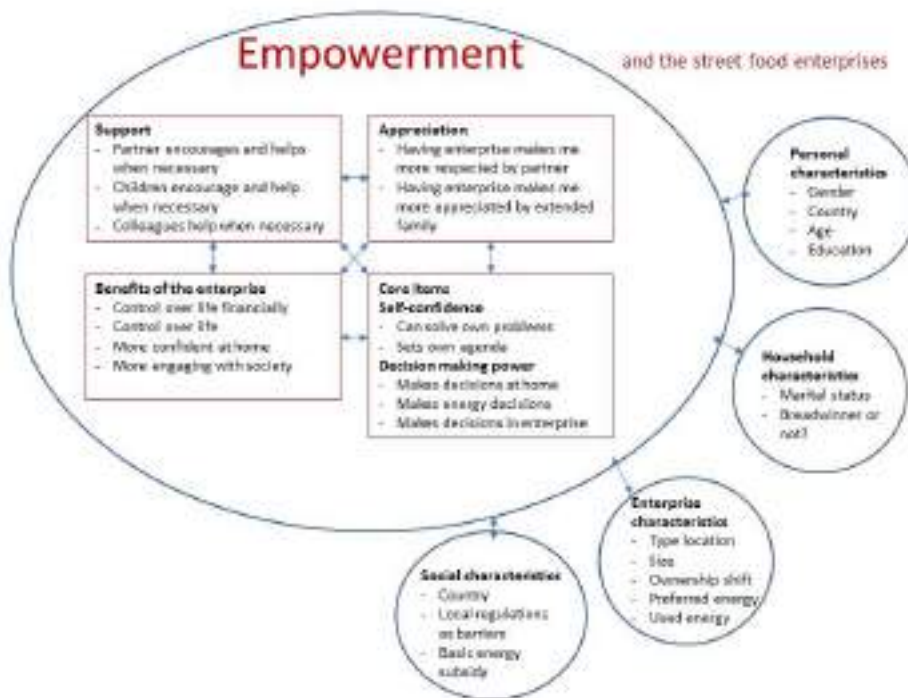 Empowerment
and the street food enterprises
Support
- Partner encourages and helps
when necessary
- Children encourage and help
when necessary
- Colleagues help when necessary
Appreciation
- Having enterprise makes me
more respected by partner
- Having enterprise makes me
more appreciated by extended
family
Benefits of the enterprise
- Control over life financially
- Control over life
- More confident at home
- More engaging with society
Core items
Self-confidence
- Can solve own problems
- Sets own agenda
Decision making power
- Makes decisions at home
- Makes energy decisions
- Makes decisions in enterprise
Personal
characteristics
- Gender
- Country
- Age
- Education
Household
characteristics
- Marital status
- Breadwinner or
not?
Enterprise
characteristics
- Type location
- Size
- Ownership shift
- Preferred energy
- Used energy
Social characteristics
- Country
- Local regulations
as barriers
- Basic energy
subsidy